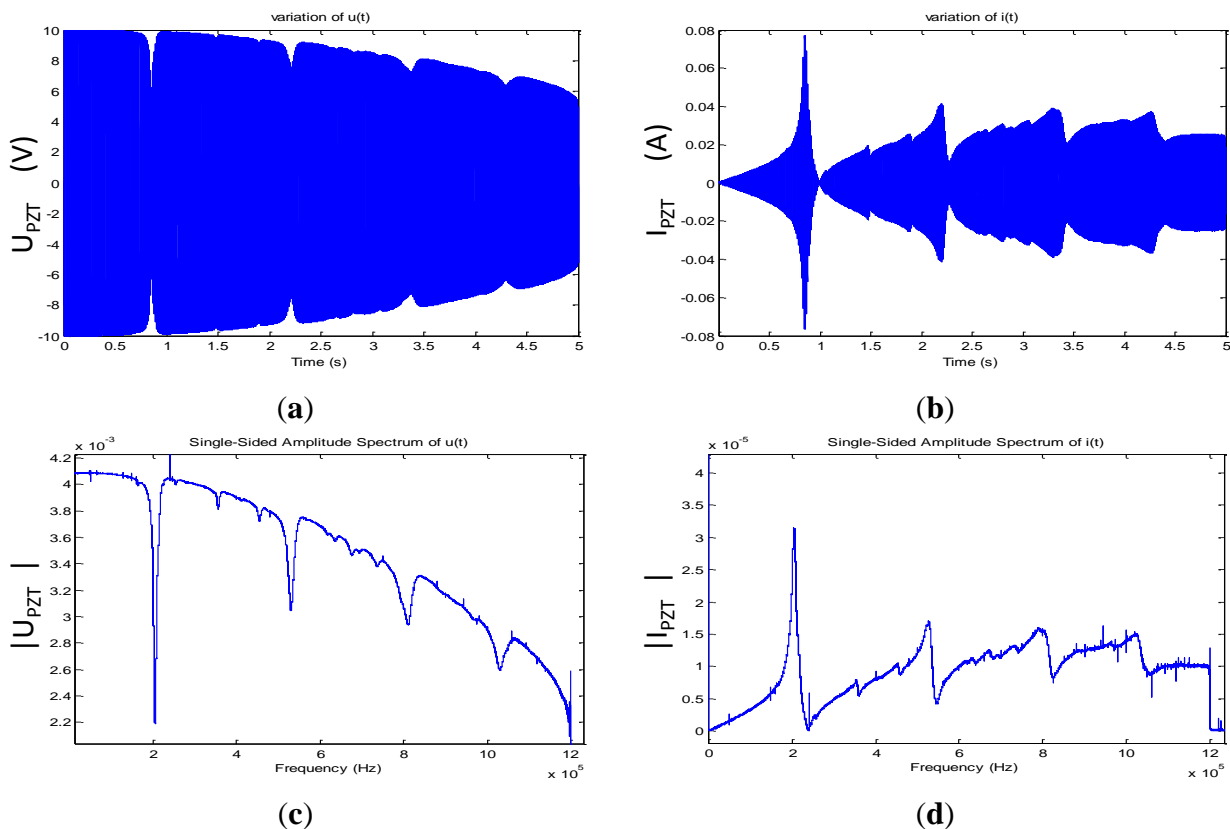 variation of u(t)
U_PZT (V)
10
8
6
4
2
0
-2
-4
-6
-8
-10
0 0.5 1 1.5 2 2.5 3 3.5 4 4.5 5
Time (s)
(a)
variation of i(t)
I_PZT (A)
0.08
0.06
0.04
0.02
0
-0.02
-0.04
-0.06
-0.08
0 0.5 1 1.5 2 2.5 3 3.5 4 4.5 5
Time (s)
(b)
x 10^-3
Single-Sided Amplitude Spectrum of u(t)
|U_PZT|
4.2
4
3.8
3.6
3.4
3.2
3
2.8
2.6
2.4
2.2
2 4 6 8 10 12
Frequency (Hz)
x 10^5
(c)
x 10^-5
Single-Sided Amplitude Spectrum of i(t)
|I_PZT|
4
3.5
3
2.5
2
1.5
1
0.5
0
0 2 4 6 8 10 12
Frequency (Hz)
x 10^5
(d)